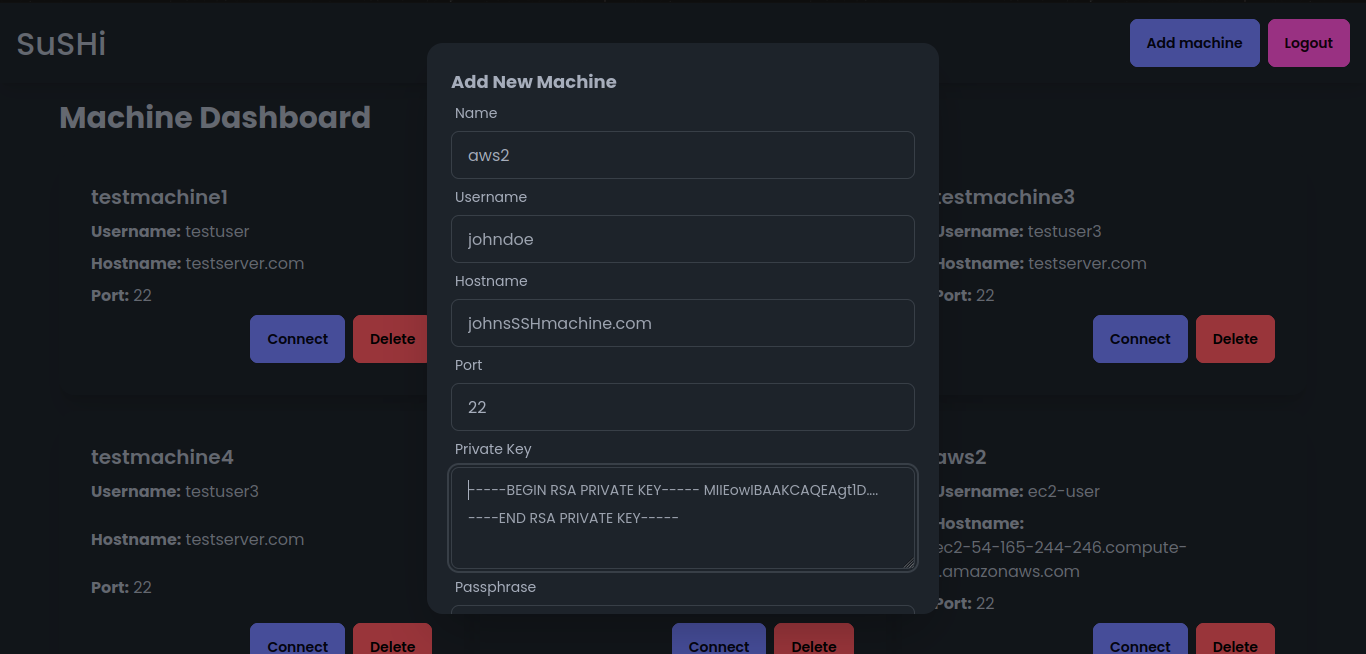 SuSHi
Add machine
Logout
Machine Dashboard
testmachine1
Username: testuser
Hostname: testserver.com
Port: 22
Connect
Delete
Add New Machine
Name
aws2
Username
johndoe
Hostname
johnsSSHmachine.com
Port
22
Private Key
-----BEGIN RSA PRIVATE KEY----- MIIEowIBAAKCAQEAgt1D....
----END RSA PRIVATE KEY-----
Passphrase
testmachine3
Username: testuser3
Hostname: testserver.com
Port: 22
Connect
Delete
testmachine4
Username: testuser3
Hostname: testserver.com
Port: 22
Connect
Delete
Connect
Delete
aws2
Username: ec2-user
Hostname:
ec2-54-165-244-246.compute-
.amazonaws.com
Port: 22
Connect
Delete